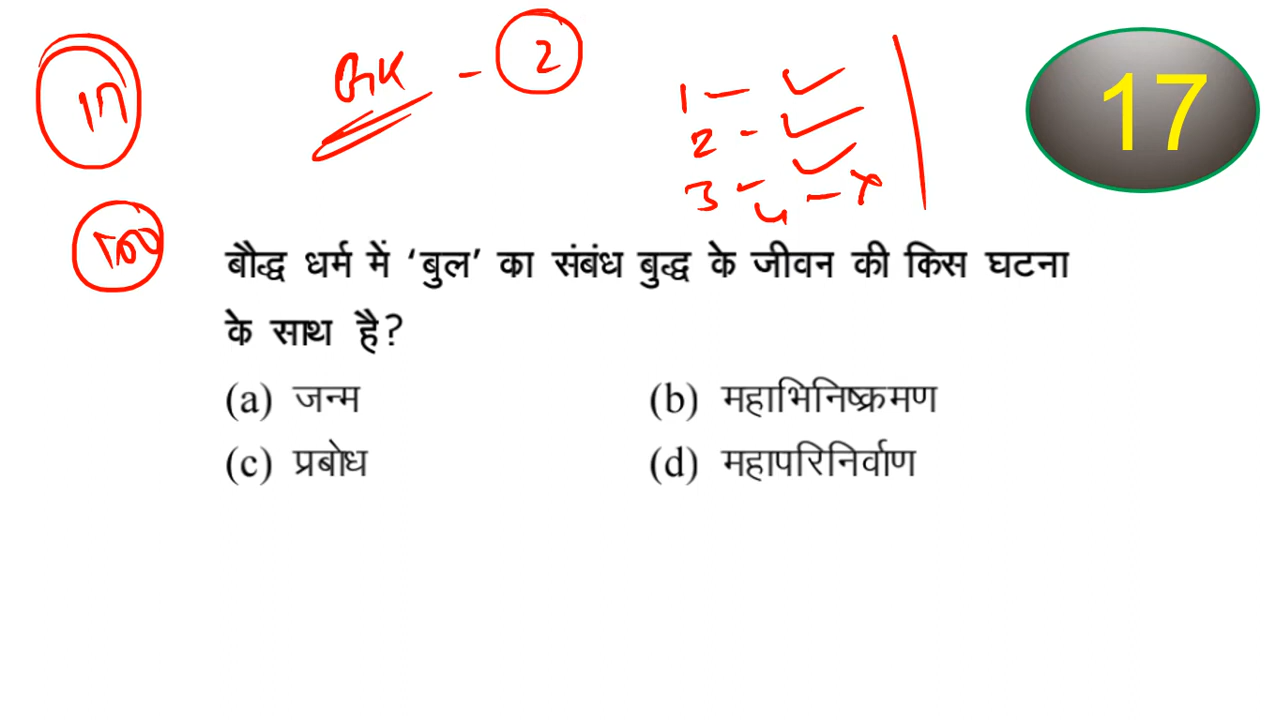 17
GK - 2
1 - ✓
2 - ✓
3 - ✓
4 - ×
17
100
बौद्ध धर्म में ‘बुल’ का संबंध बुद्ध के जीवन की किस घटना
के साथ है?
(a) जन्म (b) महाभिनिष्क्रमण
(c) प्रबोध (d) महापरिनिर्वाण